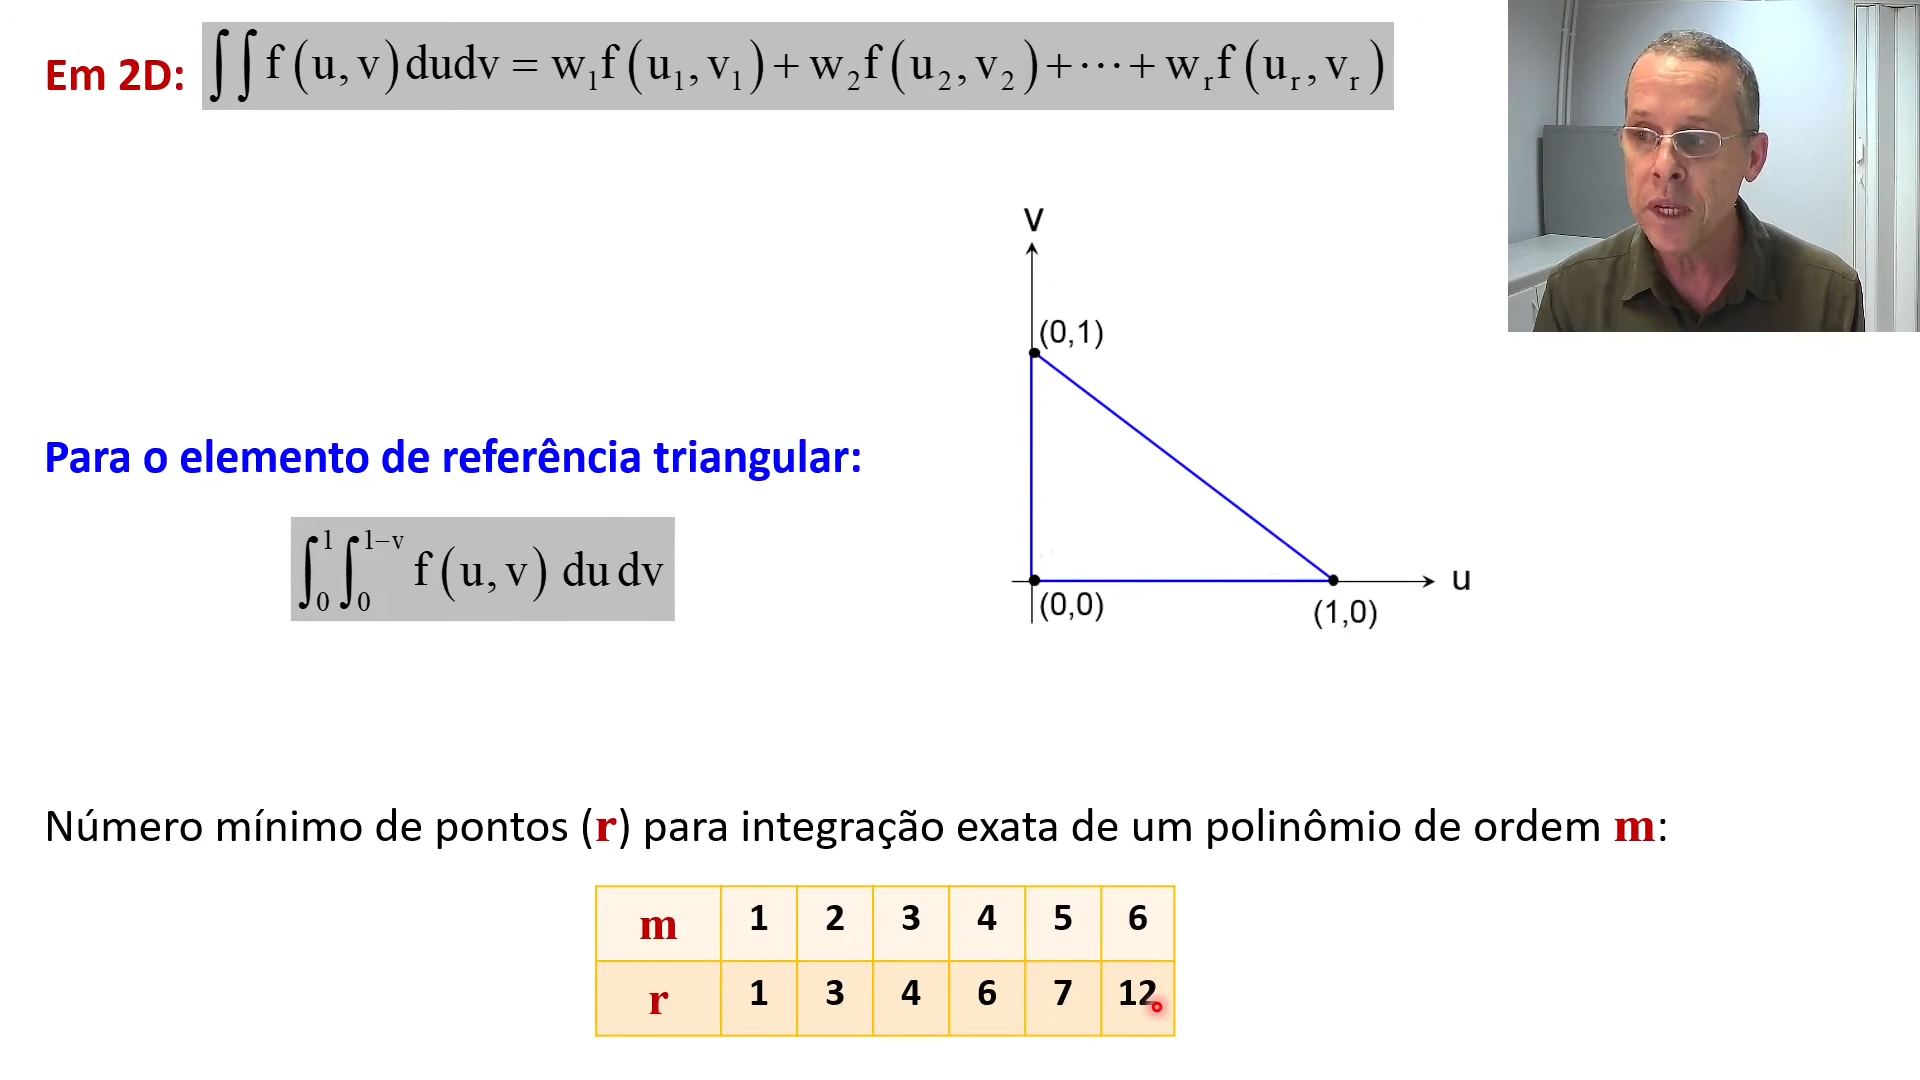 Em 2D: ∫∫ f(u,v)dudv = w₁f(u₁,v₁) + w₂f(u₂,v₂) + ⋯ + wᵣf(uᵣ,vᵣ)
v
(0,1)
Para o elemento de referência triangular:
∫₀¹∫₀¹⁻ᵛ f(u,v) du dv
u
(0,0)
(1,0)
Número mínimo de pontos (r) para integração exata de um polinômio de ordem m:
m 1 2 3 4 5 6
r 1 3 4 6 7 12